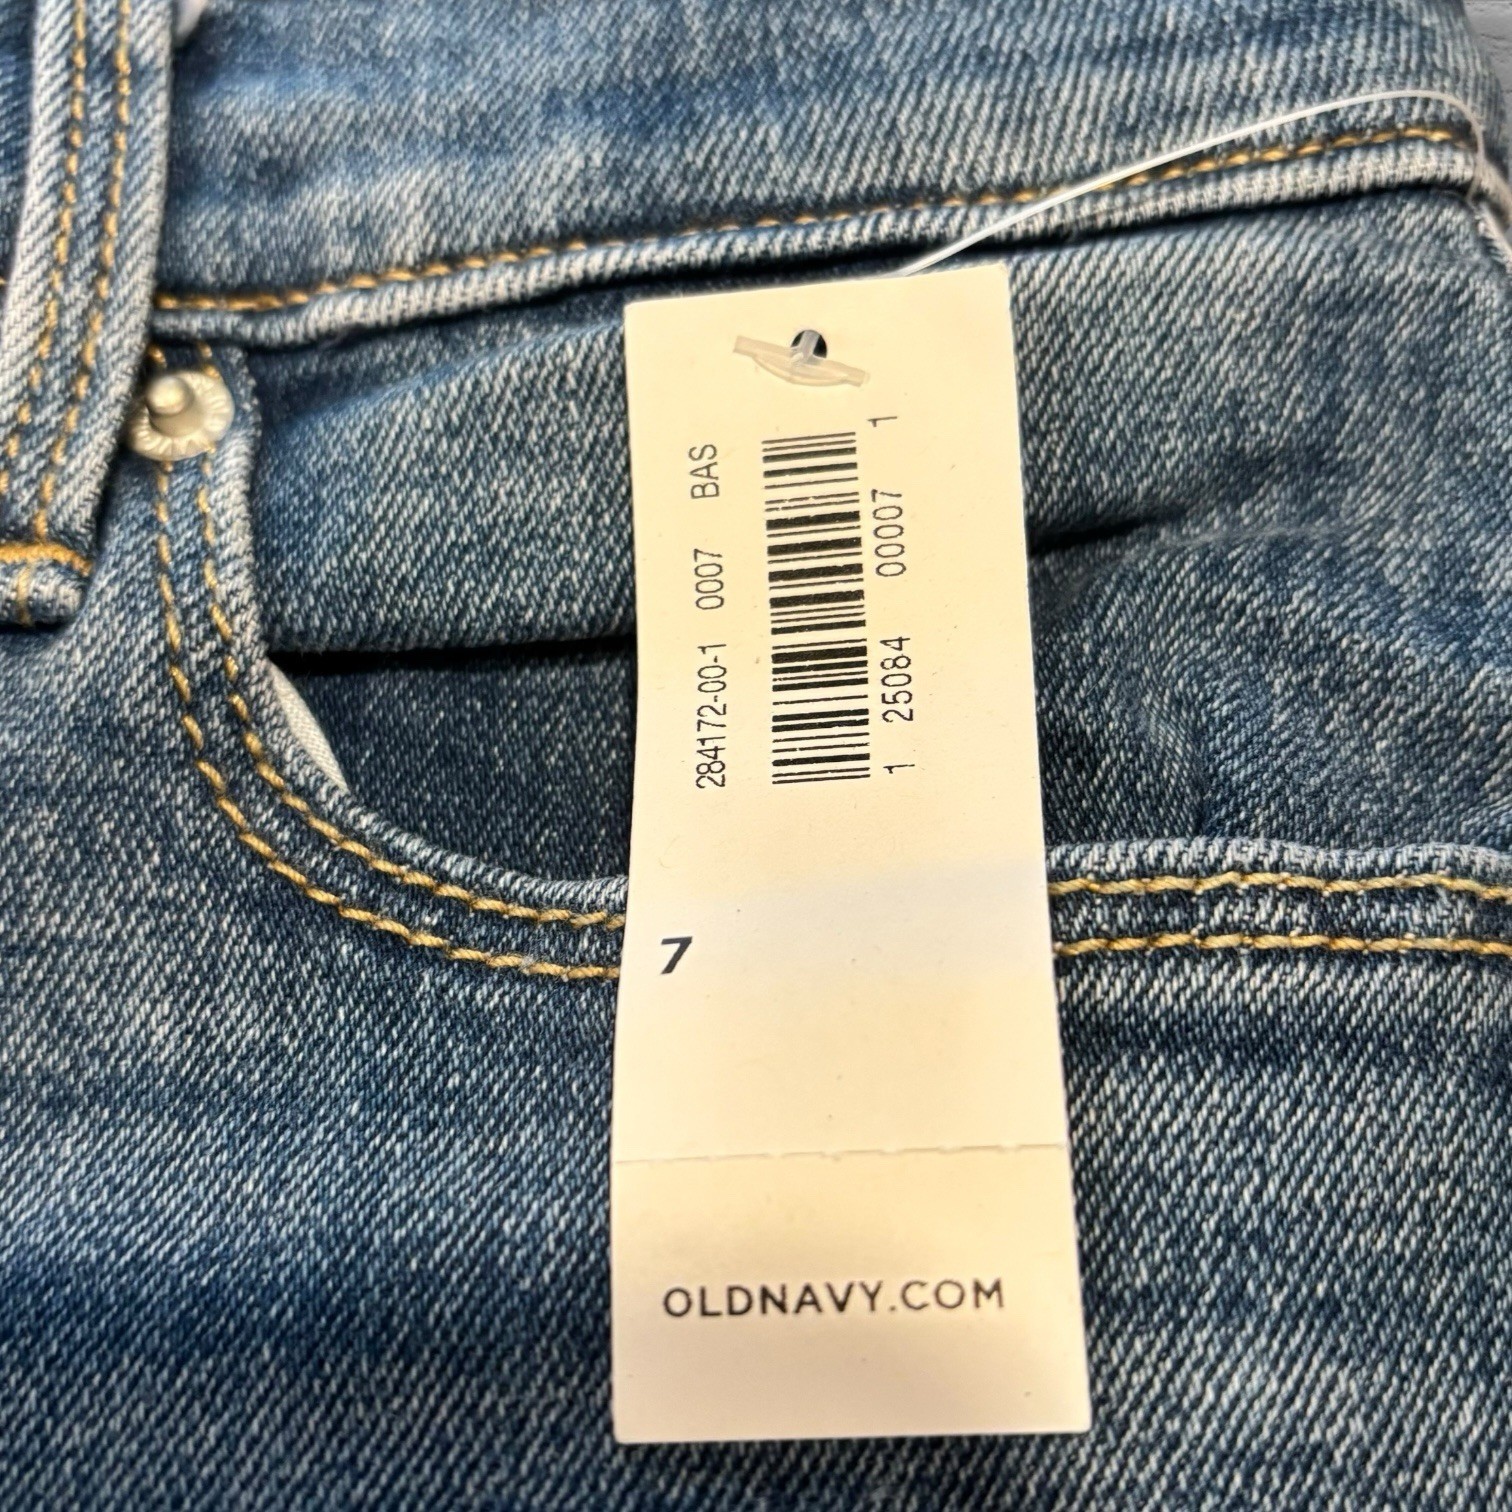 284172-00-1 0007 BAS
1 25084 00007 1
7
OLDNAVY.COM